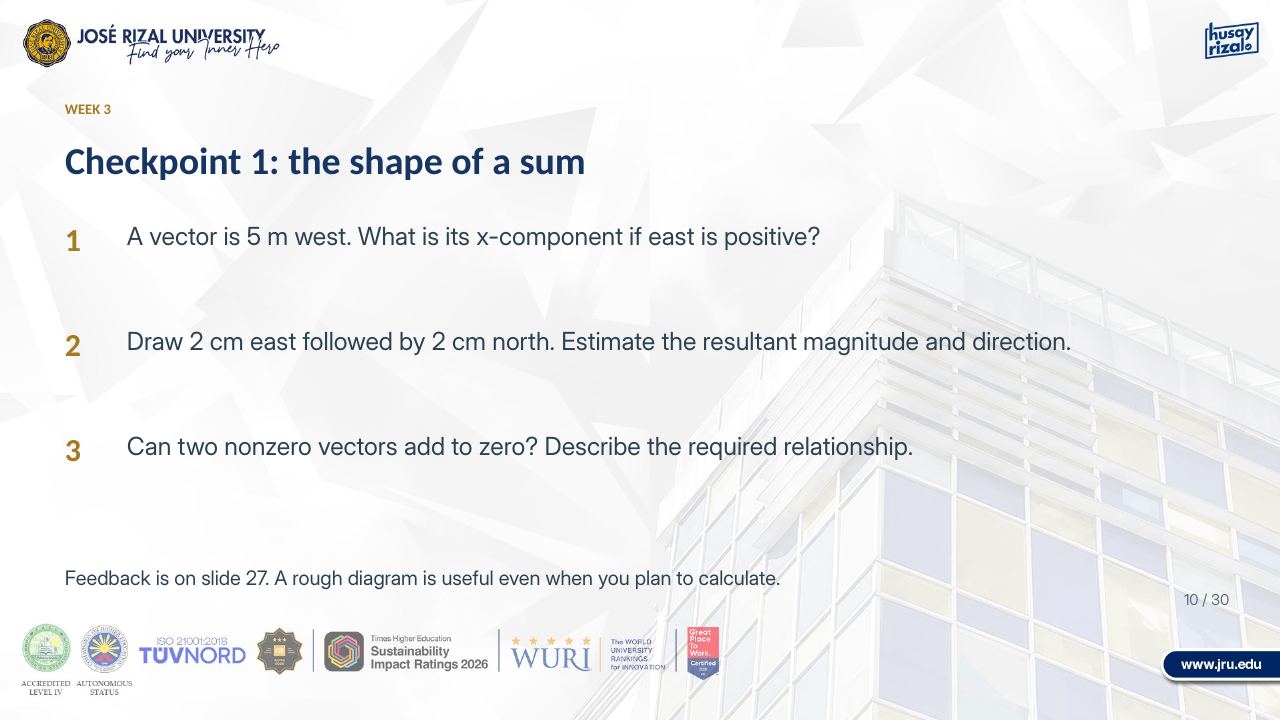 JOSÉ RIZAL UNIVERSITY
Find your Inner Hero
husay
rizal
WEEK 3
Checkpoint 1: the shape of a sum
1 A vector is 5 m west. What is its x-component if east is positive?
2 Draw 2 cm east followed by 2 cm north. Estimate the resultant magnitude and direction.
3 Can two nonzero vectors add to zero? Describe the required relationship.
Feedback is on slide 27. A rough diagram is useful even when you plan to calculate.
10 / 30
ACCREDITED
LEVEL IV
AUTONOMOUS
STATUS
ISO 21001:2018
TÜVNORD
Times Higher Education
Sustainability
Impact Ratings 2026
WURI
The WORLD
UNIVERSITY
RANKINGS
for INNOVATION
Great
Place
To
Work.
Certified
www.jru.edu